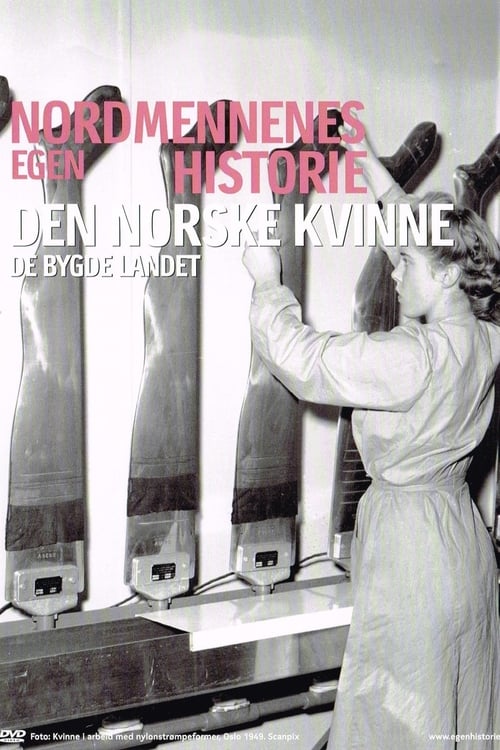 NORDMENNENES
EGEN HISTORIE
DEN NORSKE KVINNE
DE BYGDE LANDET
DVD Foto: Kvinne i arbeid med nylonstrømpeformer, Oslo 1949. Scanpix
www.egenhistor